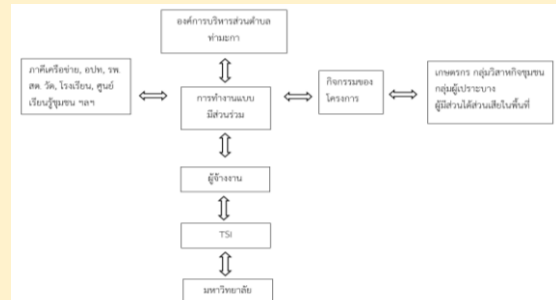 องค์การบริหารส่วนตำบล
ท่ามะกา
ภาคีเครือข่าย, อปท, รพ.
สต. วัด, โรงเรียน, ศูนย์
เรียนรู้ชุมชน ฯลฯ
การทำงานแบบ
มีส่วนร่วม
กิจกรรมของ
โครงการ
เกษตรกร กลุ่มวิสาหกิจชุมชน
กลุ่มผู้เปราะบาง
ผู้มีส่วนได้ส่วนเสียในพื้นที่
ผู้จ้างงาน
TSI
มหาวิทยาลัย